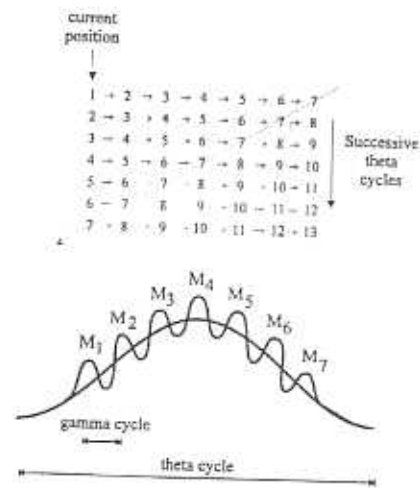 current
position
1 → 2 → 3 → 4 → 5 → 6 → 7
2 → 3 → 4 → 5 → 6 → 7 → 8
3 → 4 → 5 → 6 → 7 → 8 → 9
4 → 5 → 6 → 7 → 8 → 9 → 10
5 - 6 - 7 - 8 - 9 - 10 → 11
6 - 7 8 9 - 10 - 11 - 12
7 - 8 - 9 - 10 - 11 → 12 → 13
Successive
theta
cycles
M1 M2 M3 M4 M5 M6 M7
gamma cycle
theta cycle